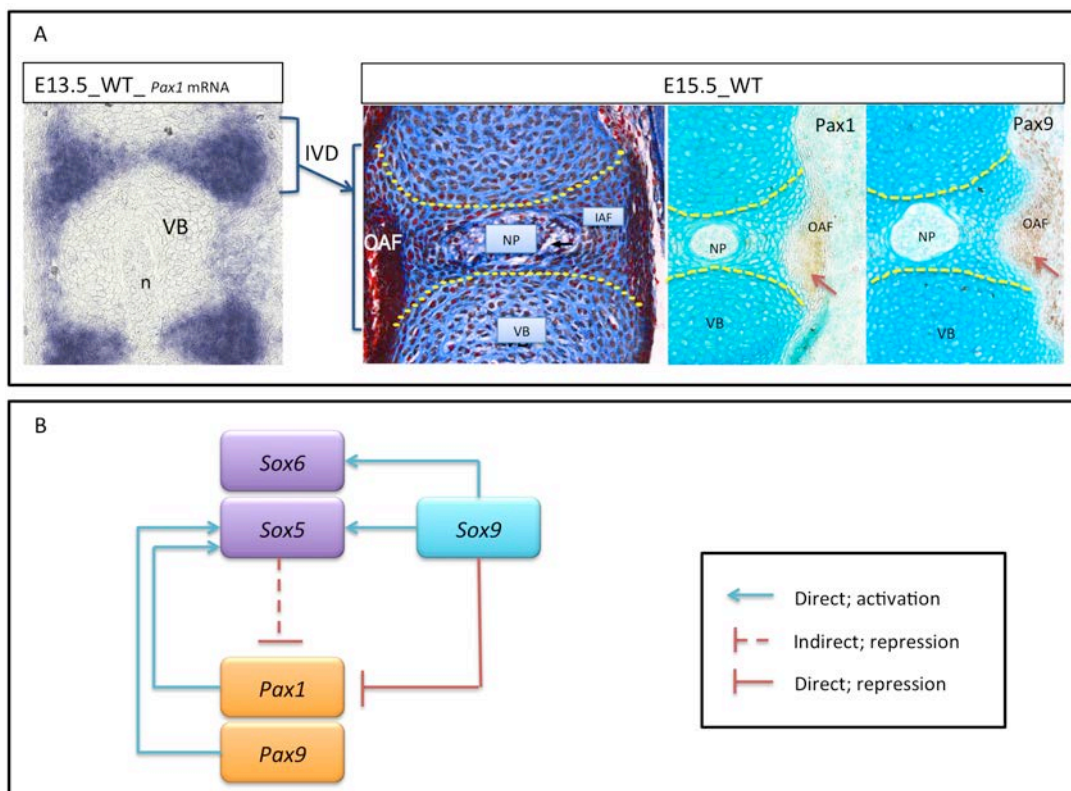 A
E13.5_WT_ Pax1 mRNA
E15.5_WT
IVD
VB
n
OAF
NP
IAF
VB
Pax1
OAF
NP
VB
Pax9
OAF
NP
VB
B
Sox6
Sox5
Sox9
Pax1
Pax9
Direct; activation
Indirect; repression
Direct; repression